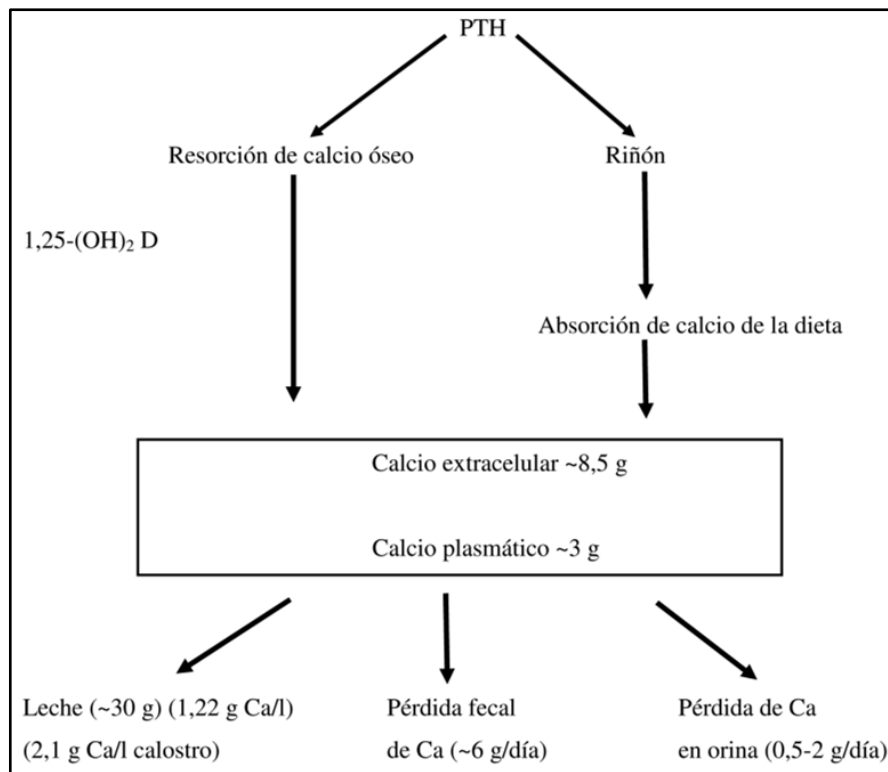 PTH
Resorción de calcio óseo
Riñón
1,25-(OH)₂ D
Absorción de calcio de la dieta
Calcio extracelular ~8,5 g
Calcio plasmático ~3 g
Leche (~30 g) (1,22 g Ca/l)
(2,1 g Ca/l calostro)
Pérdida fecal
de Ca (~6 g/día)
Pérdida de Ca
en orina (0,5-2 g/día)